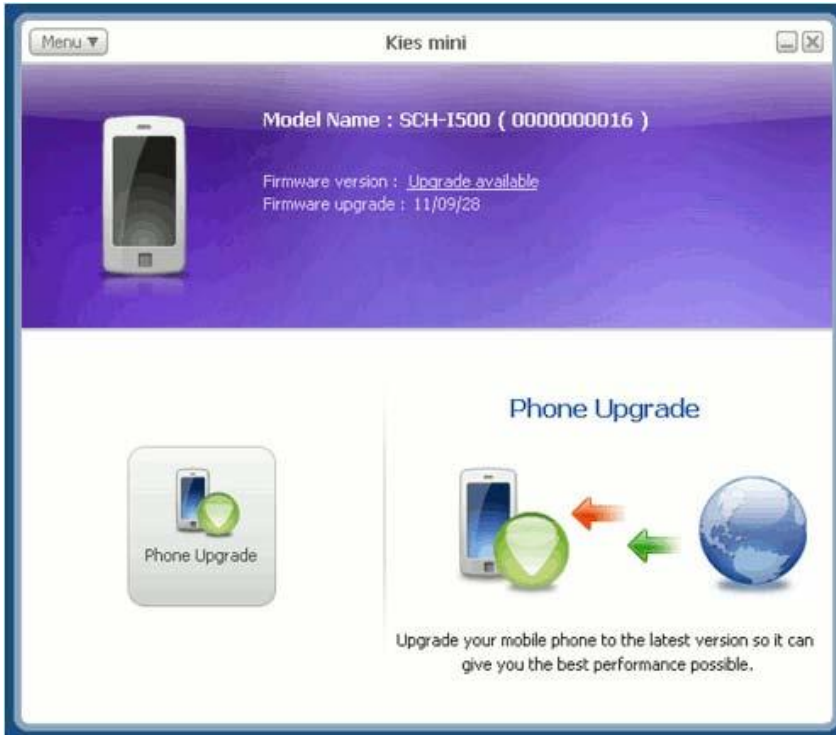 Menu ▼
Kies mini
Model Name : SCH-I500 ( 0000000016 )
Firmware version : Upgrade available
Firmware upgrade : 11/09/28
Phone Upgrade
Phone Upgrade
Upgrade your mobile phone to the latest version so it can
give you the best performance possible.